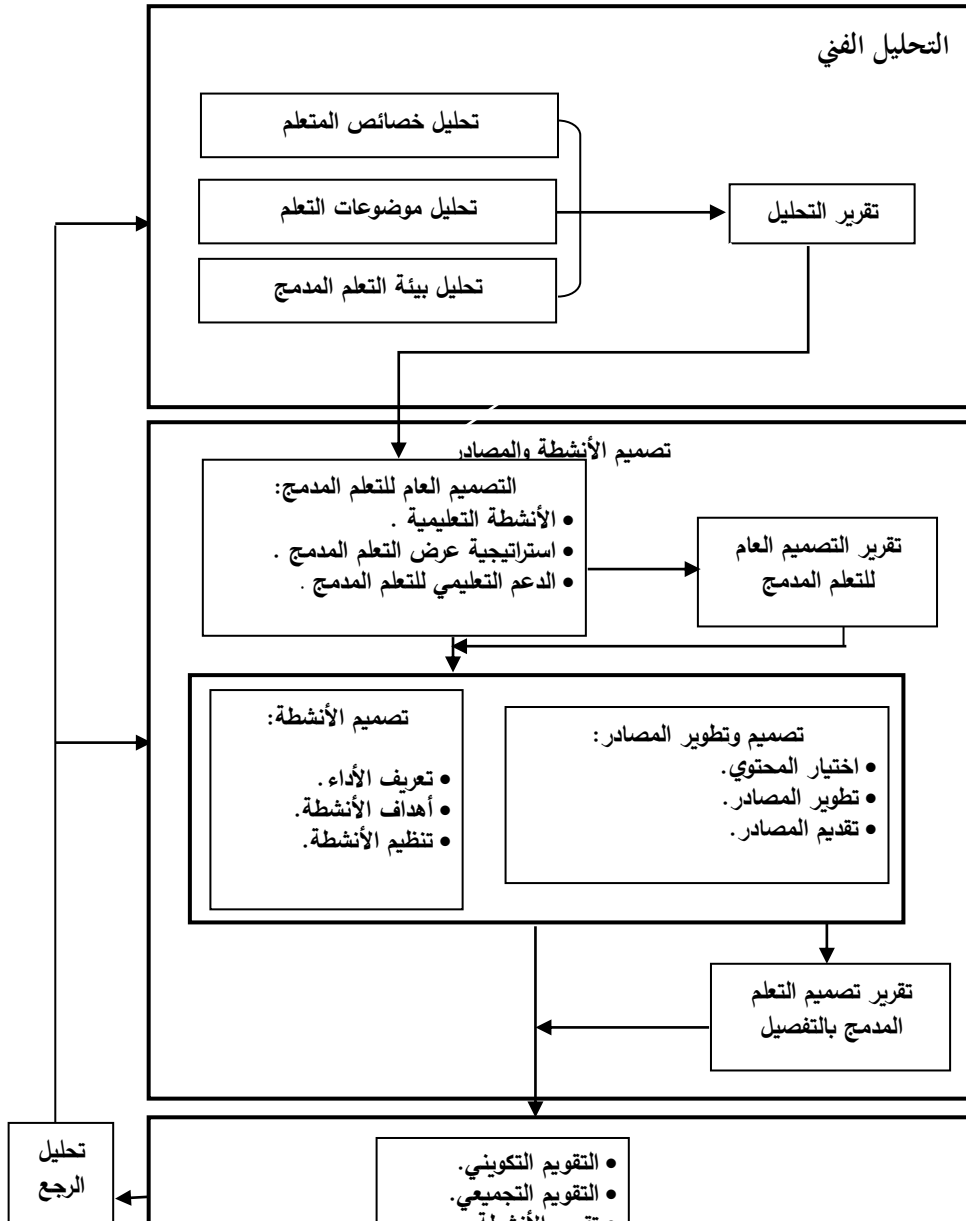 التحليل الفني
تحليل خصائص المتعلم
تحليل موضوعات التعلم
تقرير التحليل
تحليل بيئة التعلم المدمج
تصميم الأنشطة والمصادر
التصميم العام للتعلم المدمج:
• الأنشطة التعليمية .
• استراتيجية عرض التعلم المدمج .
• الدعم التعليمي للتعلم المدمج .
تقرير التصميم العام
للتعلم المدمج
تصميم وتطوير المصادر:
• اختيار المحتوي.
• تطوير المصادر.
• تقديم المصادر.
تصميم الأنشطة:
• تعريف الأداء.
• أهداف الأنشطة.
• تنظيم الأنشطة.
تقرير تصميم التعلم
المدمج بالتفصيل
• التقويم التكويني.
• التقويم التجميعي.
تحليل
الرجع